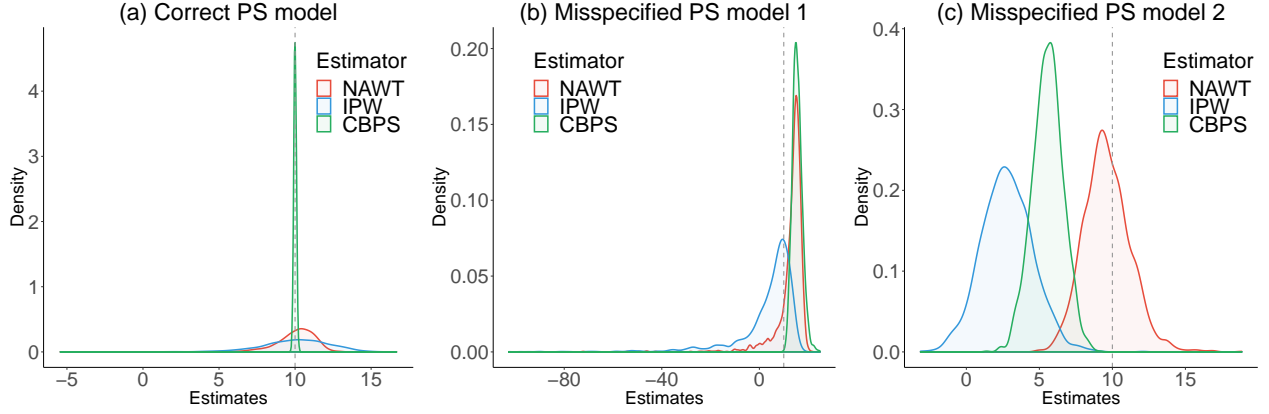 (a) Correct PS model
Density
4
3
2
1
0
−5
0
5
10
15
Estimates
Estimator
NAWT
IPW
CBPS
(b) Misspecified PS model 1
Density
0.20
0.15
0.10
0.05
0.00
−80
−40
0
Estimates
Estimator
NAWT
IPW
CBPS
(c) Misspecified PS model 2
Density
0.4
0.3
0.2
0.1
0.0
0
5
10
15
Estimates
Estimator
NAWT
IPW
CBPS